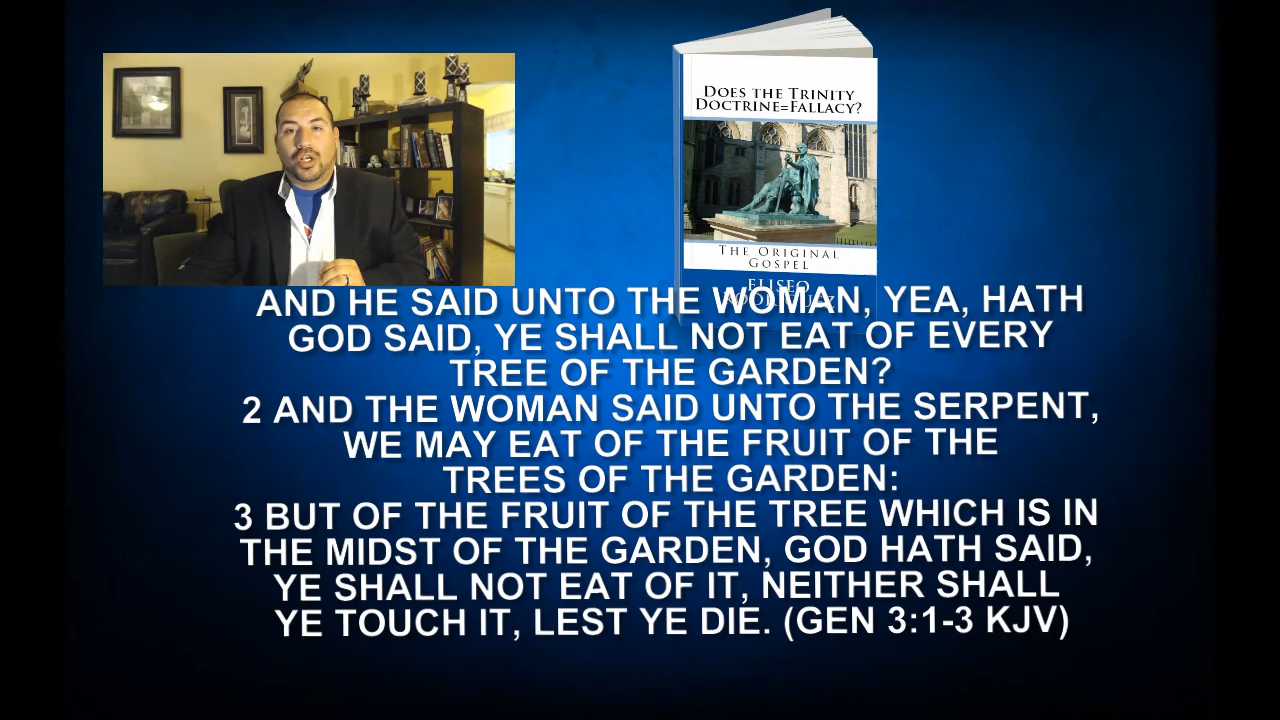 DOES THE TRINITY
DOCTRINE=FALLACY?
THE ORIGINAL
GOSPEL
ELISEO
AND HE SAID UNTO THE WOMAN, YEA, HATH
GOD SAID, YE SHALL NOT EAT OF EVERY
TREE OF THE GARDEN?
2 AND THE WOMAN SAID UNTO THE SERPENT,
WE MAY EAT OF THE FRUIT OF THE
TREES OF THE GARDEN:
3 BUT OF THE FRUIT OF THE TREE WHICH IS IN
THE MIDST OF THE GARDEN, GOD HATH SAID,
YE SHALL NOT EAT OF IT, NEITHER SHALL
YE TOUCH IT, LEST YE DIE. (GEN 3:1-3 KJV)